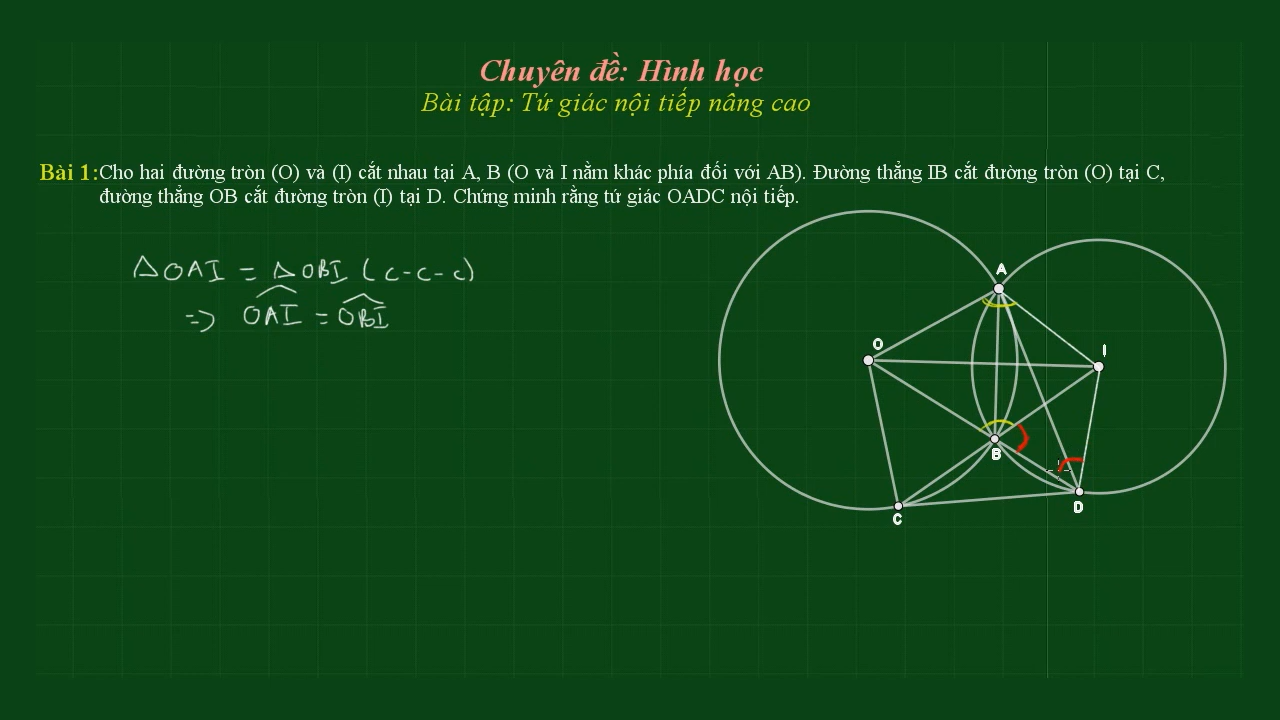 Chuyên đề: Hình học
Bài tập: Tứ giác nội tiếp nâng cao
Bài 1: Cho hai đường tròn (O) và (I) cắt nhau tại A, B (O và I nằm khác phía đối với AB). Đường thẳng IB cắt đường tròn (O) tại C,
đường thẳng OB cắt đường tròn (I) tại D. Chứng minh rằng tứ giác OADC nội tiếp.
△OAI = △OBI (c-c-c)
=> OAI = OBI
A
O
I
B
C
D